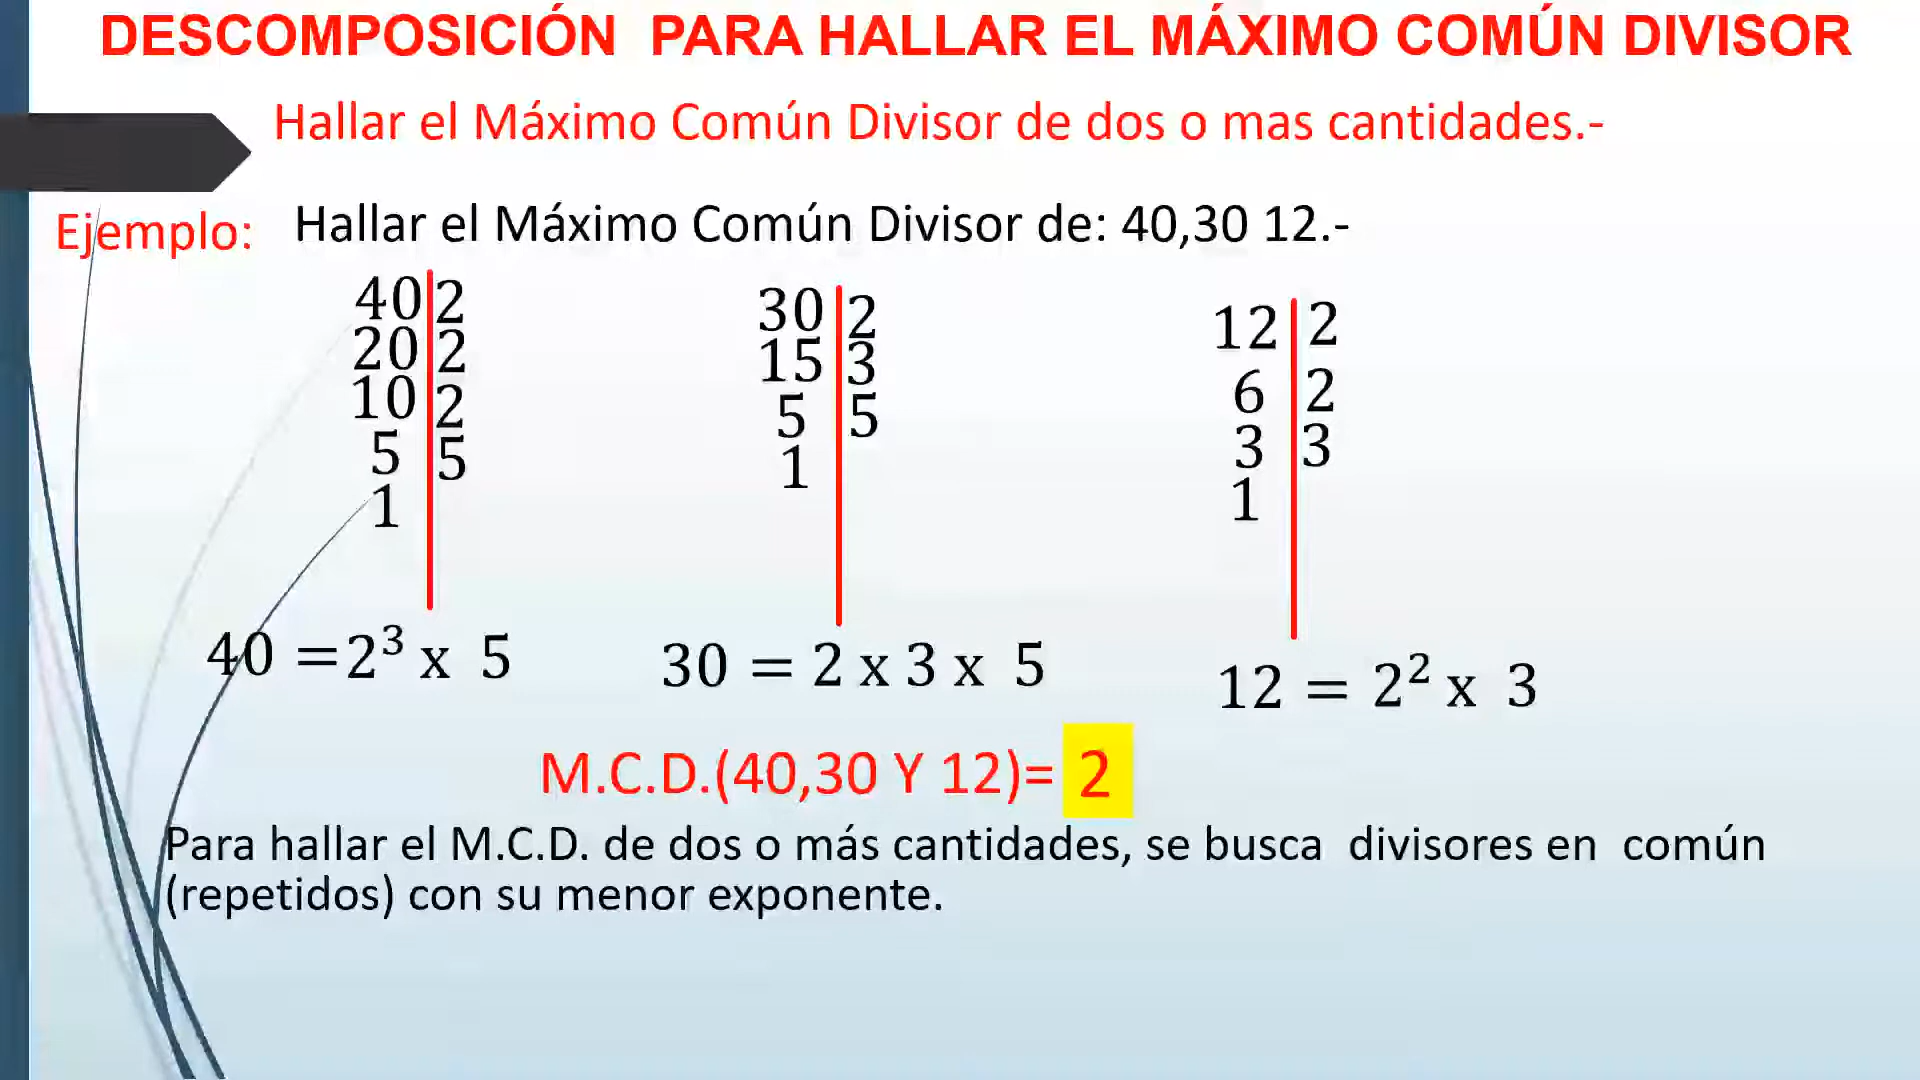 DESCOMPOSICIÓN PARA HALLAR EL MÁXIMO COMÚN DIVISOR
Hallar el Máximo Común Divisor de dos o mas cantidades.-
Ejemplo: Hallar el Máximo Común Divisor de: 40,30 12.-
40 2
20 2
10 2
5 5
1
30 2
15 3
5 5
1
12 2
6 2
3 3
1
40 =2³ x 5
30 = 2 x 3 x 5
12 = 2² x 3
M.C.D.(40,30 Y 12)= 2
Para hallar el M.C.D. de dos o más cantidades, se busca divisores en común
(repetidos) con su menor exponente.